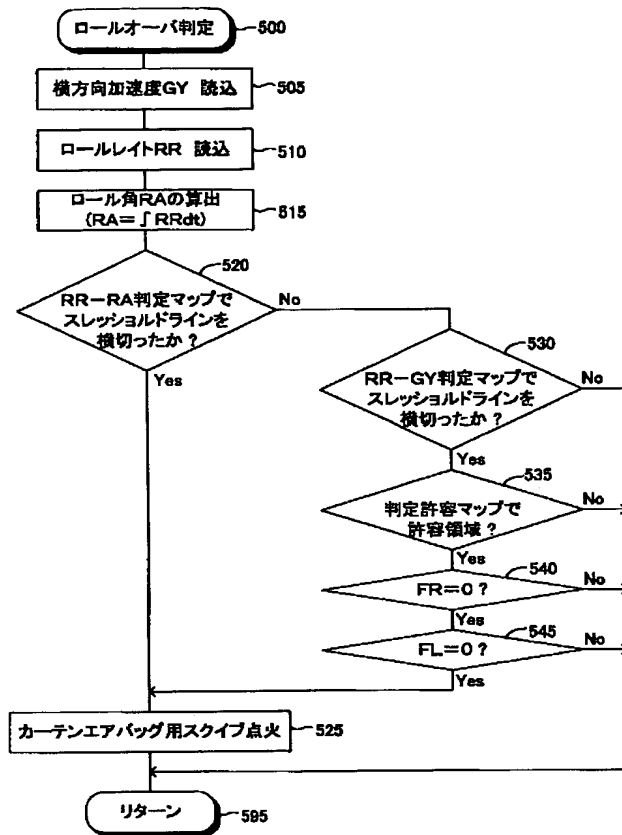 ロールオーバ判定
500
横方向加速度GY 読込
505
ロールレイトRR 読込
510
ロール角RAの算出
(RA=∫RRdt)
515
520
RR-RA判定マップで
スレッショルドラインを
横切ったか？
No
Yes
530
RR-GY判定マップで
スレッショルドラインを
横切ったか？
No
Yes
535
判定許容マップで
許容領域？
No
Yes
540
FR=0？
No
Yes
545
FL=0？
No
Yes
カーテンエアバッグ用スクイブ点火
525
リターン
595